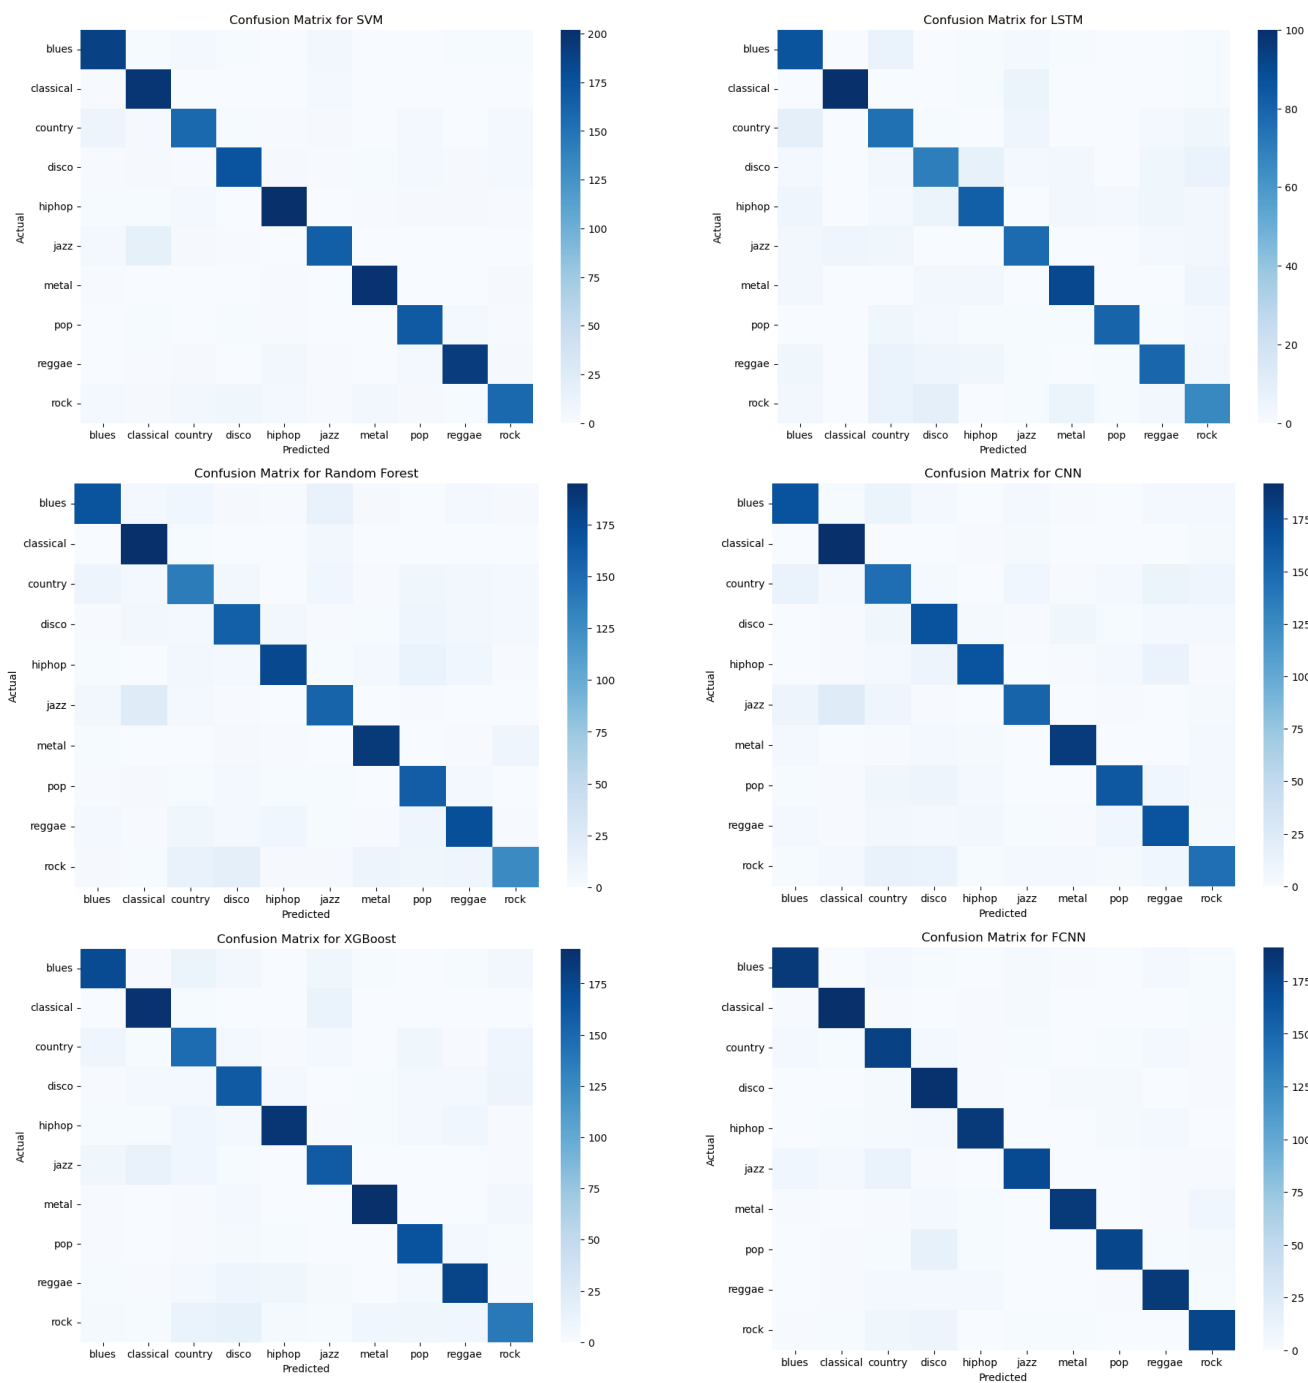 Confusion Matrix for SVM
Actual
blues
classical
country
disco
hiphop
jazz
metal
pop
reggae
rock
blues classical country disco hiphop jazz metal pop reggae rock
Predicted
200
175
150
125
100
75
50
25
0
Confusion Matrix for LSTM
Actual
blues
classical
country
disco
hiphop
jazz
metal
pop
reggae
rock
blues classical country disco hiphop jazz metal pop reggae rock
Predicted
100
80
60
40
20
0
Confusion Matrix for Random Forest
Actual
blues
classical
country
disco
hiphop
jazz
metal
pop
reggae
rock
blues classical country disco hiphop jazz metal pop reggae rock
Predicted
175
150
125
100
75
50
25
0
Confusion Matrix for CNN
Actual
blues
classical
country
disco
hiphop
jazz
metal
pop
reggae
rock
blues classical country disco hiphop jazz metal pop reggae rock
Predicted
175
150
125
100
75
50
25
0
Confusion Matrix for XGBoost
Actual
blues
classical
country
disco
hiphop
jazz
metal
pop
reggae
rock
blues classical country disco hiphop jazz metal pop reggae rock
Predicted
175
150
125
100
75
50
25
0
Confusion Matrix for FCNN
Actual
blues
classical
country
disco
hiphop
jazz
metal
pop
reggae
rock
blues classical country disco hiphop jazz metal pop reggae rock
Predicted
175
150
125
100
75
50
25
0